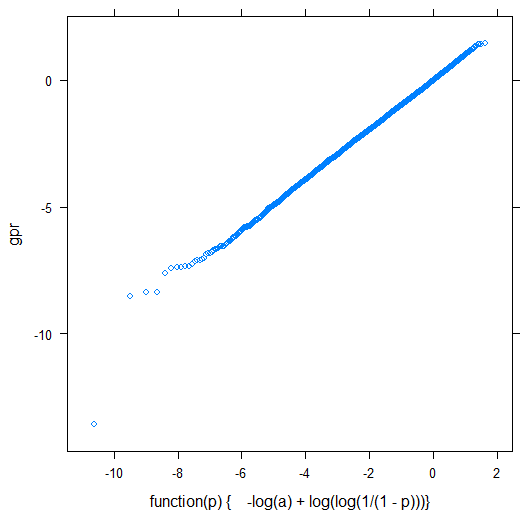 0
-5
-10
gpr
-10 -8 -6 -4 -2 0 2
function(p) {    -log(a) + log(log(1/(1 - p)))}